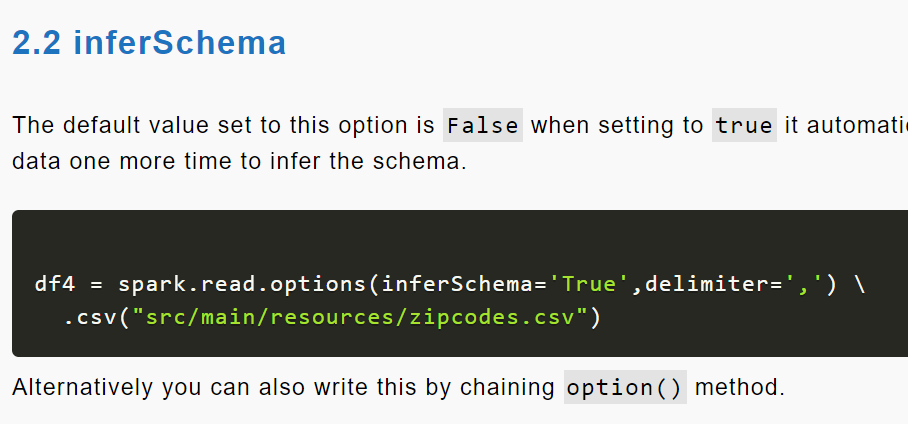 2.2 inferSchema
The default value set to this option is False when setting to true it
data one more time to infer the schema.
df4 = spark.read.options(inferSchema='True',delimiter=',') \
.csv("src/main/resources/zipcodes.csv")
Alternatively you can also write this by chaining option() method.